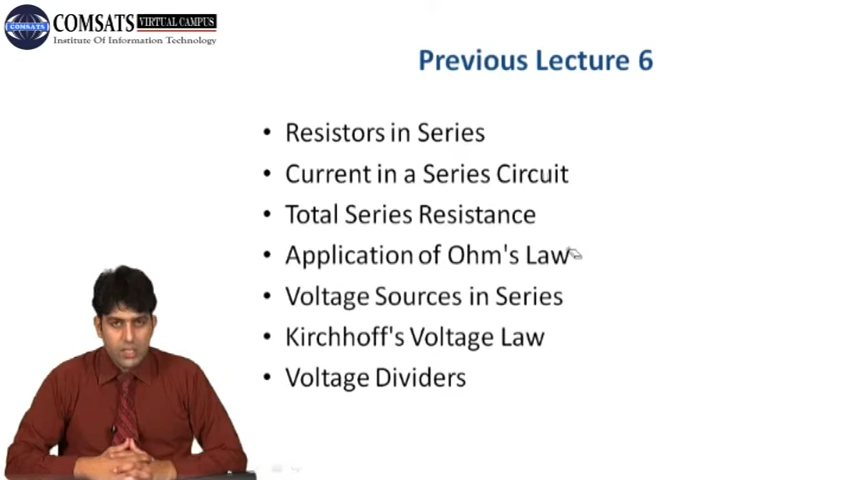 COMSATS VIRTUAL CAMPUS
Institute Of Information Technology
COMSATS
Previous Lecture 6
• Resistors in Series
• Current in a Series Circuit
• Total Series Resistance
• Application of Ohm's Law
• Voltage Sources in Series
• Kirchhoff's Voltage Law
• Voltage Dividers